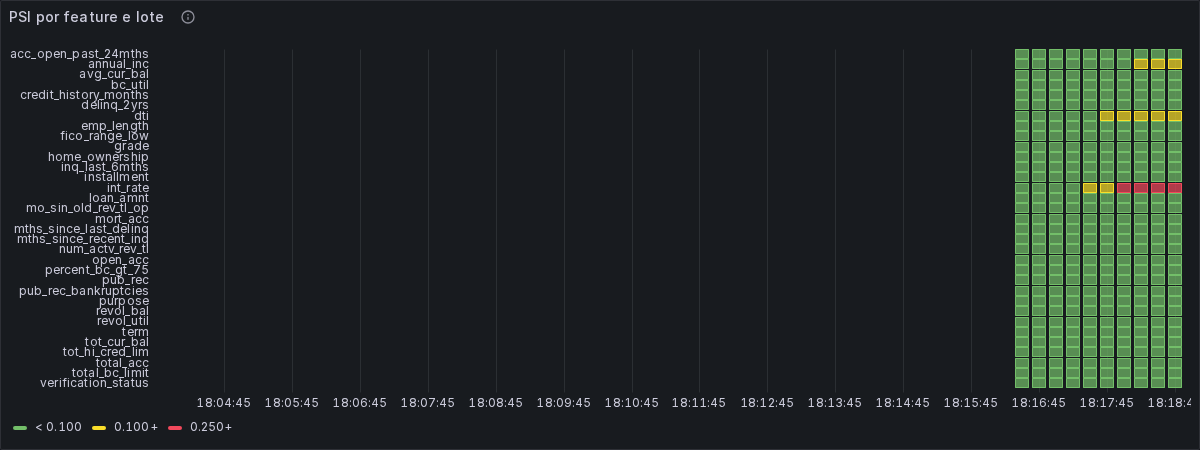 PSI por feature e lote
acc_open_past_24mths
annual_inc
avg_cur_bal
bc_util
credit_history_months
delinq_2yrs
dti
emp_length
fico_range_low
grade
home_ownership
inq_last_6mths
installment
int_rate
loan_amnt
mo_sin_old_rev_tl_op
mort_acc
mths_since_last_delinq
mths_since_recent_inq
num_actv_rev_tl
open_acc
percent_bc_gt_75
pub_rec
pub_rec_bankruptcies
purpose
revol_bal
revol_util
term
tot_cur_bal
tot_hi_cred_lim
total_acc
total_bc_limit
verification_status
18:04:45 18:05:45 18:06:45 18:07:45 18:08:45 18:09:45 18:10:45 18:11:45 18:12:45 18:13:45 18:14:45 18:15:45 18:16:45 18:17:45 18:18:4
< 0.100 0.100+ 0.250+